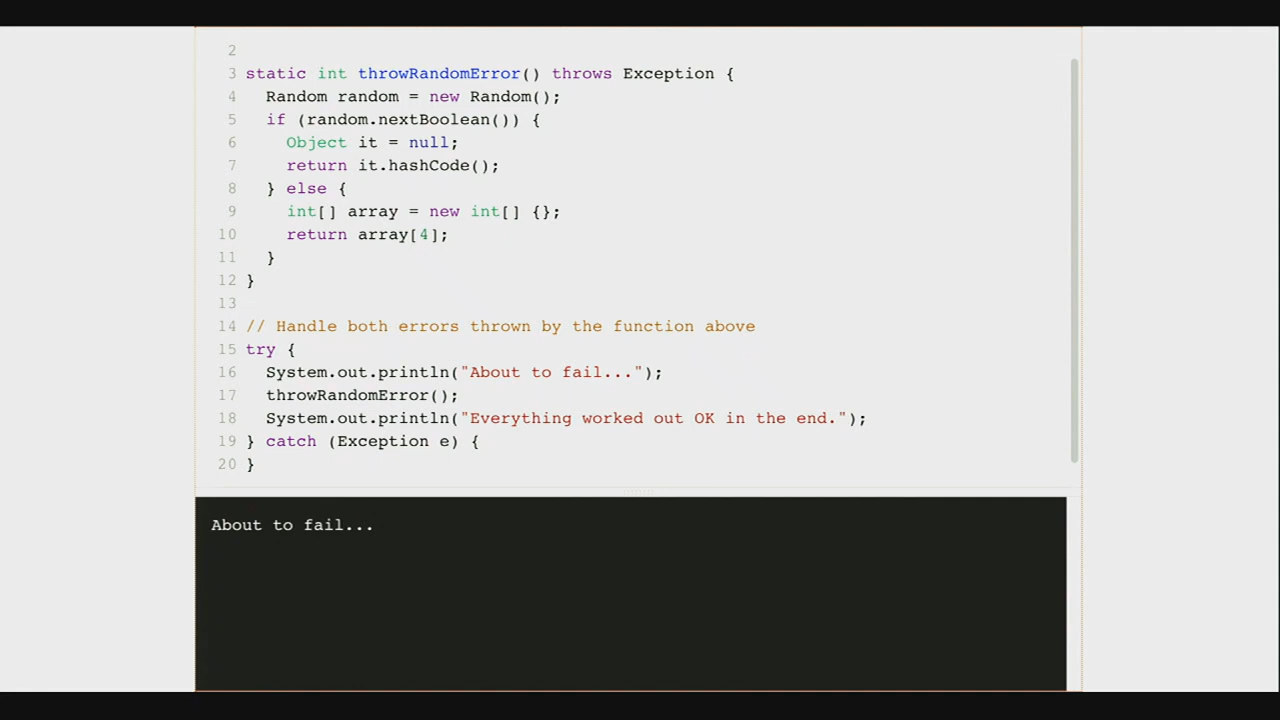 2
3 static int throwRandomError() throws Exception {
4   Random random = new Random();
5   if (random.nextBoolean()) {
6     Object it = null;
7     return it.hashCode();
8   } else {
9     int[] array = new int[] {};
10     return array[4];
11   }
12 }
13
14 // Handle both errors thrown by the function above
15 try {
16   System.out.println("About to fail...");
17   throwRandomError();
18   System.out.println("Everything worked out OK in the end.");
19 } catch (Exception e) {
20 }
About to fail...